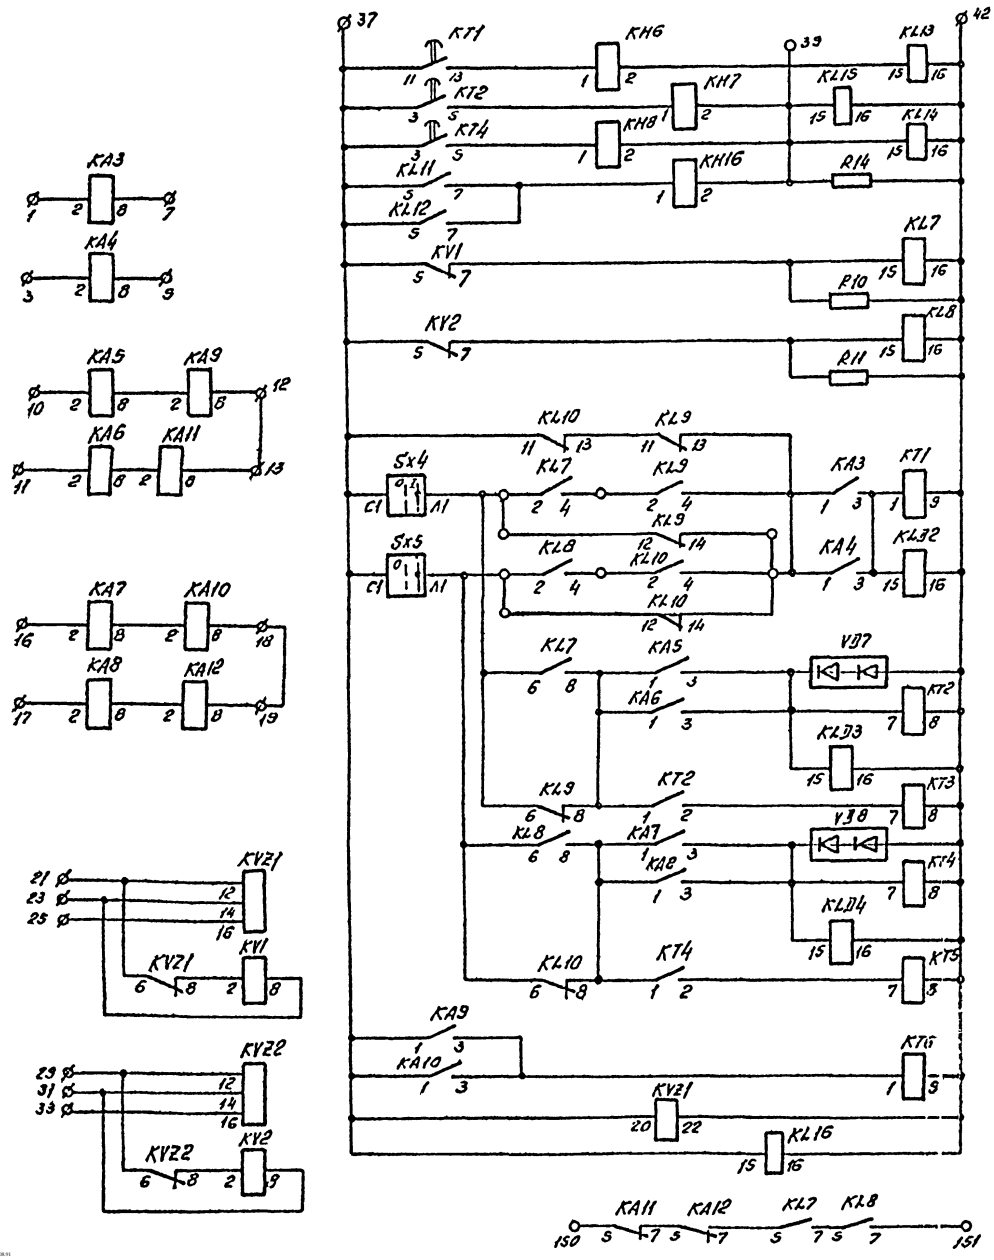 37
42
KT1
KH6
39
KL13
11 13
1 2
15 16
KT2
KH7
KL15
3 5
1 2
15 16
KT4
KH8
KL14
3 5
1 2
15 16
KL11
KH16
R14
5 7
1 2
KL12
5 7
KV1
KL7
5 7
15 16
R10
KV2
KL8
5 7
15 16
R11
KL10
KL9
11 13
11 13
Sx4
KL7
KL9
KA3
KT1
O I
C1 Л1
2 4
2 4
1 3
1 9
KL9
12 14
Sx5
KL8
KL10
KA4
O
C1 Л1
2 4
2 4
1 3
15 16
KL10
12 14
KL7
KA5
VD7
6 8
1 3
KA6
KT2
1 3
7 8
KLD3
15 16
KL9
KT2
KT3
6 8
1 2
7 8
KL8
KA7
VD8
6 8
1 3
KA8
KT4
1 3
7 8
KLD4
15 16
KL10
KT4
KT5
6 8
1 2
7 8
KA9
1 3
KA10
KT6
1 3
1 9
KVZ1
20 22
KL16
15 16
KA11
KA12
KL7
KL8
150
5 7
5 7
5 7
5 7
151
KA3
1
2 8
7
KA4
3
2 8
9
KA5
KA9
12
10
2 8
2 8
KA6
KA11
11
2 8
2 8
13
KA7
KA10
16
2 8
2 8
18
KA8
KA12
17
2 8
2 8
19
KVZ1
21
12
23
14
25
16
KVZ1
KV1
6 8
2 8
KVZ2
29
12
31
14
33
16
KVZ2
KV2
6 8
2